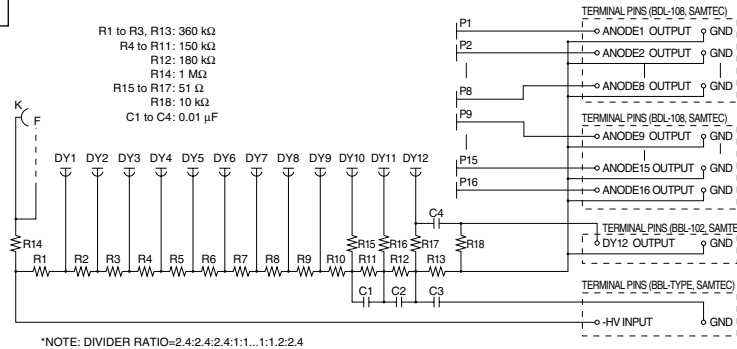 R1 to R3, R13: 360 kΩ
R4 to R11: 150 kΩ
R12: 180 kΩ
R14: 1 MΩ
R15 to R17: 51 Ω
R18: 10 kΩ
C1 to C4: 0.01 µF
TERMINAL PINS (BDL-108, SAMTEC)
P1 ANODE1 OUTPUT GND
P2 ANODE2 OUTPUT GND
P8 ANODE8 OUTPUT GND
TERMINAL PINS (BDL-108, SAMTEC)
P9 ANODE9 OUTPUT GND
P15 ANODE15 OUTPUT GND
P16 ANODE16 OUTPUT GND
K F
DY1 DY2 DY3 DY4 DY5 DY6 DY7 DY8 DY9 DY10 DY11 DY12
C4
TERMINAL PINS (BBL-102, SAMTE
R14 R15 R16 R17 R18 DY12 OUTPUT GND
R1 R2 R3 R4 R5 R6 R7 R8 R9 R10 R11 R12 R13
C1 C2 C3
TERMINAL PINS (BBL-TYPE, SAMTEC)
-HV INPUT GND
*NOTE: DIVIDER RATIO=2.4:2.4:2.4:1:1...1:1.2:2.4